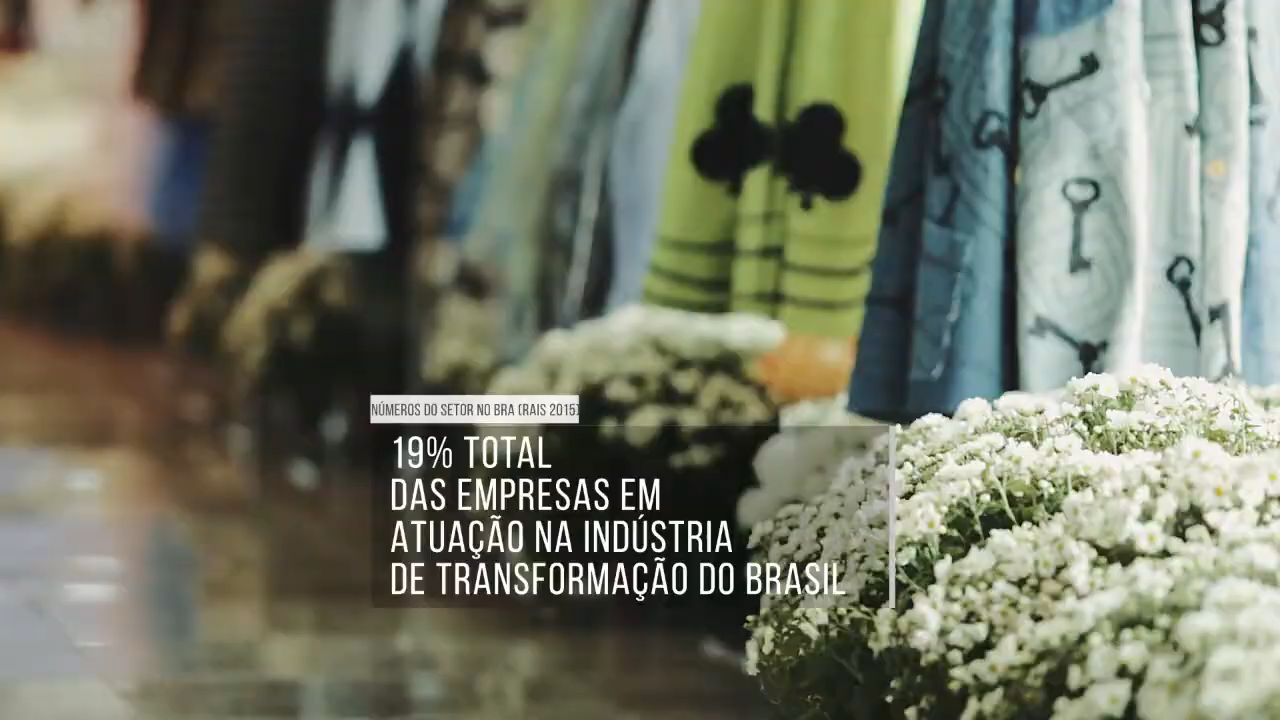 NÚMEROS DO SETOR NO BRA (RAIS 2015)
19% TOTAL
DAS EMPRESAS EM
ATUAÇÃO NA INDÚSTRIA
DE TRANSFORMAÇÃO DO BRASIL